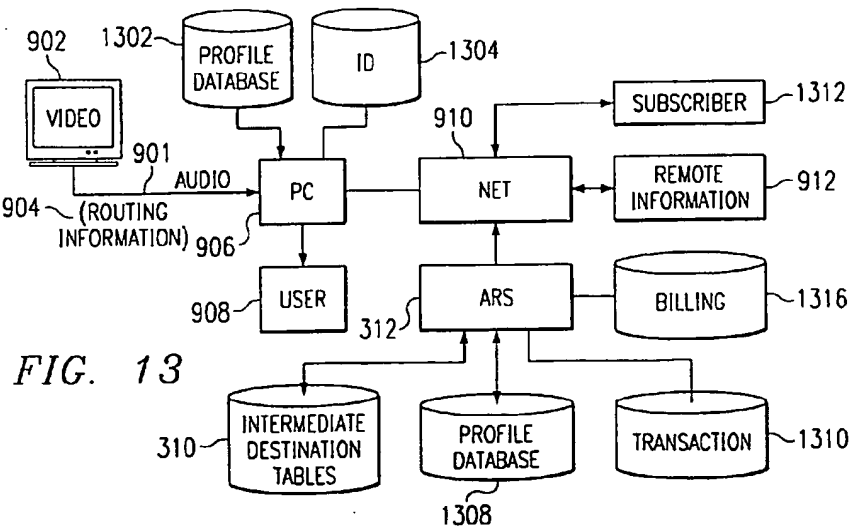 902
1302
PROFILE
DATABASE
ID
1304
VIDEO
910
SUBSCRIBER
1312
901
AUDIO
904
(ROUTING
INFORMATION)
PC
906
NET
REMOTE
INFORMATION
912
908
USER
312
ARS
BILLING
1316
FIG. 13
310
INTERMEDIATE
DESTINATION
TABLES
PROFILE
DATABASE
1308
TRANSACTION
1310